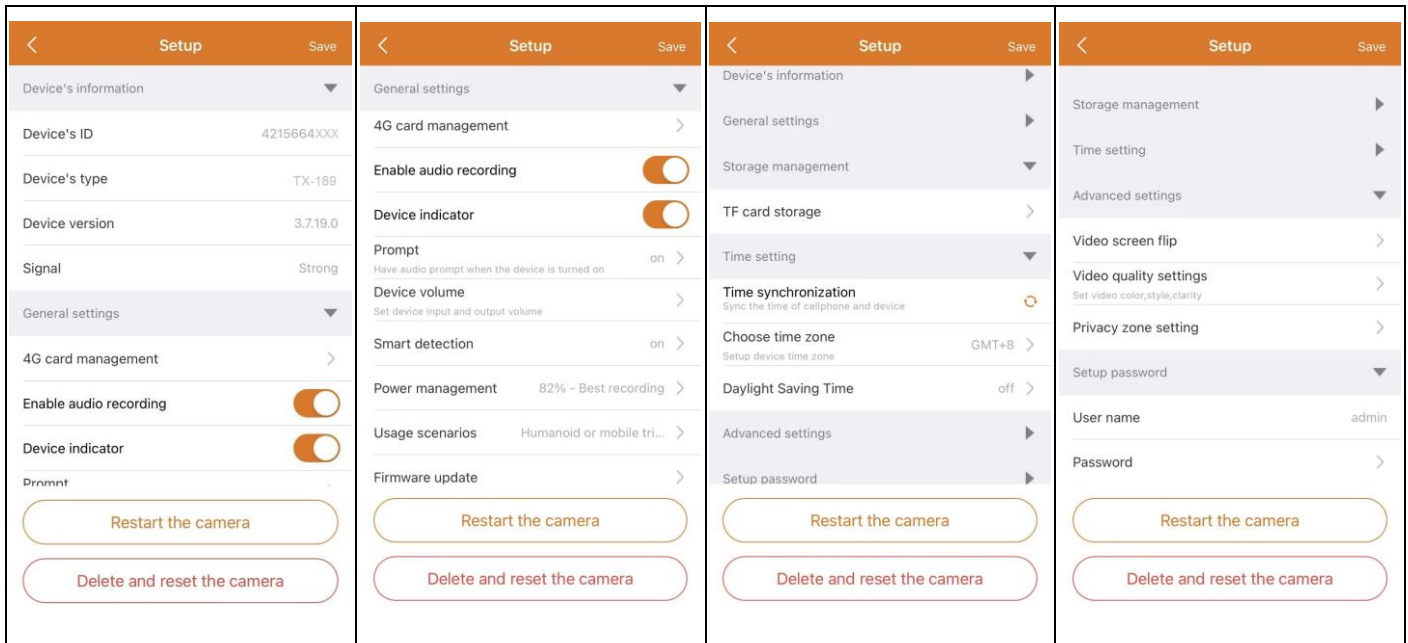 Setup
Save
Device's information
Device's ID
4215664XXX
Device's type
TX-189
Device version
3.7.19.0
Signal
Strong
General settings
4G card management
Enable audio recording
Device indicator
Prompt
Restart the camera
Delete and reset the camera
Setup
Save
General settings
4G card management
Enable audio recording
Device indicator
Prompt
on
Have audio prompt when the device is turned on
Device volume
Set device input and output volume
Smart detection
on
Power management
82% - Best recording
Usage scenarios
Humanoid or mobile tri...
Firmware update
Restart the camera
Delete and reset the camera
Setup
Save
Device's information
General settings
Storage management
TF card storage
Time setting
Time synchronization
Sync the time of cellphone and device
Choose time zone
GMT+8
Setup device time zone
Daylight Saving Time
off
Advanced settings
Setup password
Restart the camera
Delete and reset the camera
Setup
Save
Storage management
Time setting
Advanced settings
Video screen flip
Video quality settings
Set video color,style,clarity
Privacy zone setting
Setup password
User name
admin
Password
Restart the camera
Delete and reset the camera